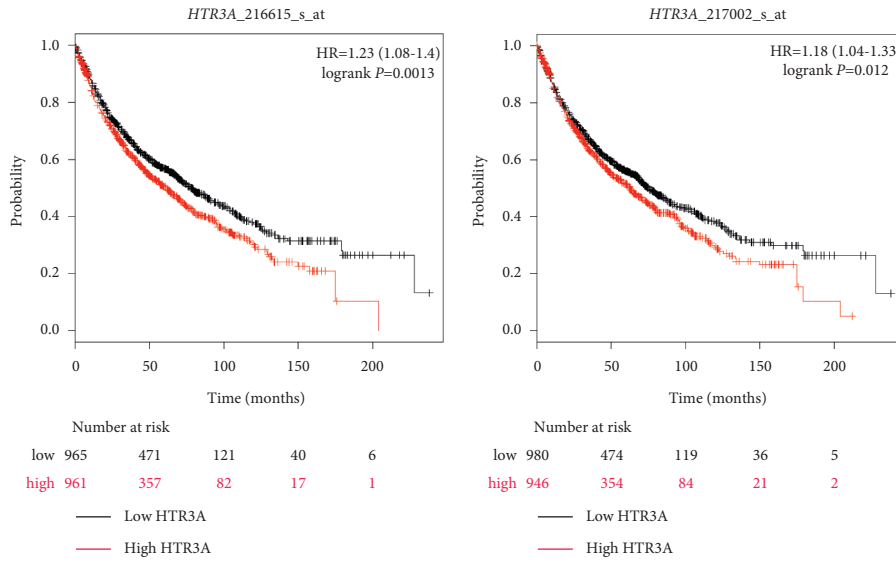 HTR3A_216615_s_at
HR=1.23 (1.08-1.4)
logrank P=0.0013
Probability
1.0
0.8
0.6
0.4
0.2
0.0
0 50 100 150 200
Time (months)
Number at risk
low 965 471 121 40 6
high 961 357 82 17 1
Low HTR3A
High HTR3A
HTR3A_217002_s_at
HR=1.18 (1.04-1.33
logrank P=0.012
Probability
1.0
0.8
0.6
0.4
0.2
0.0
0 50 100 150 200
Time (months)
Number at risk
low 980 474 119 36 5
high 946 354 84 21 2
Low HTR3A
High HTR3A